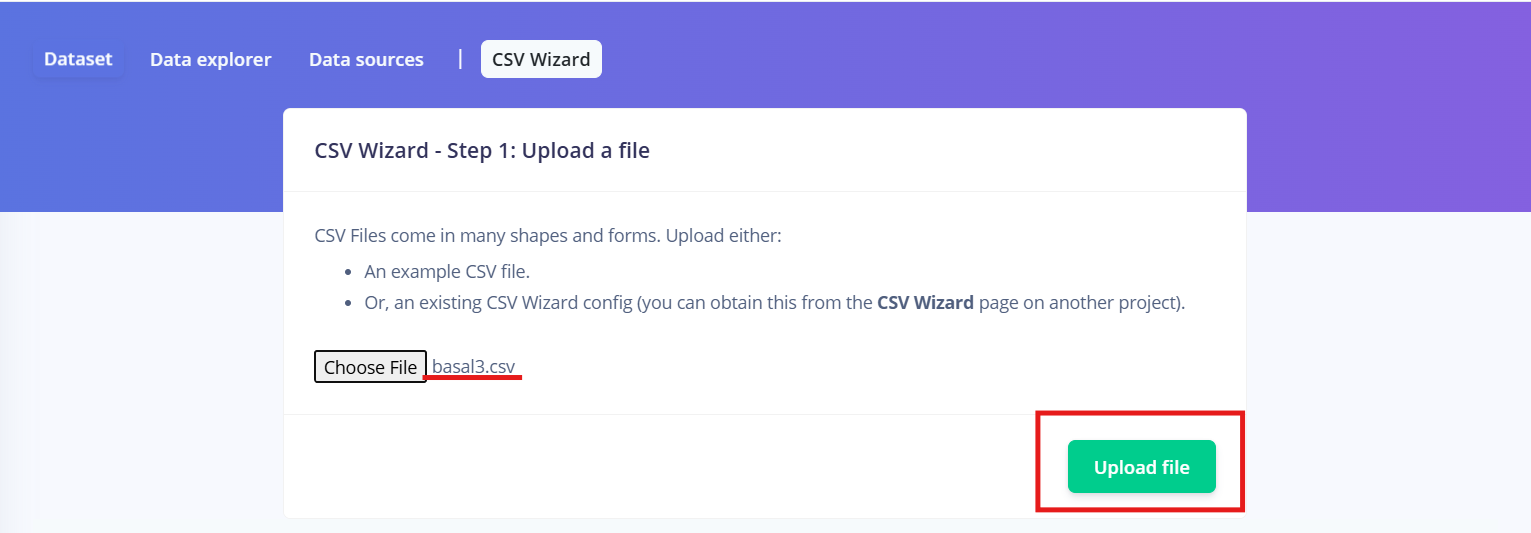 Dataset Data explorer Data sources | CSV Wizard
CSV Wizard - Step 1: Upload a file
CSV Files come in many shapes and forms. Upload either:
• An example CSV file.
• Or, an existing CSV Wizard config (you can obtain this from the CSV Wizard page on another project).
Choose File basal3.csv
Upload file